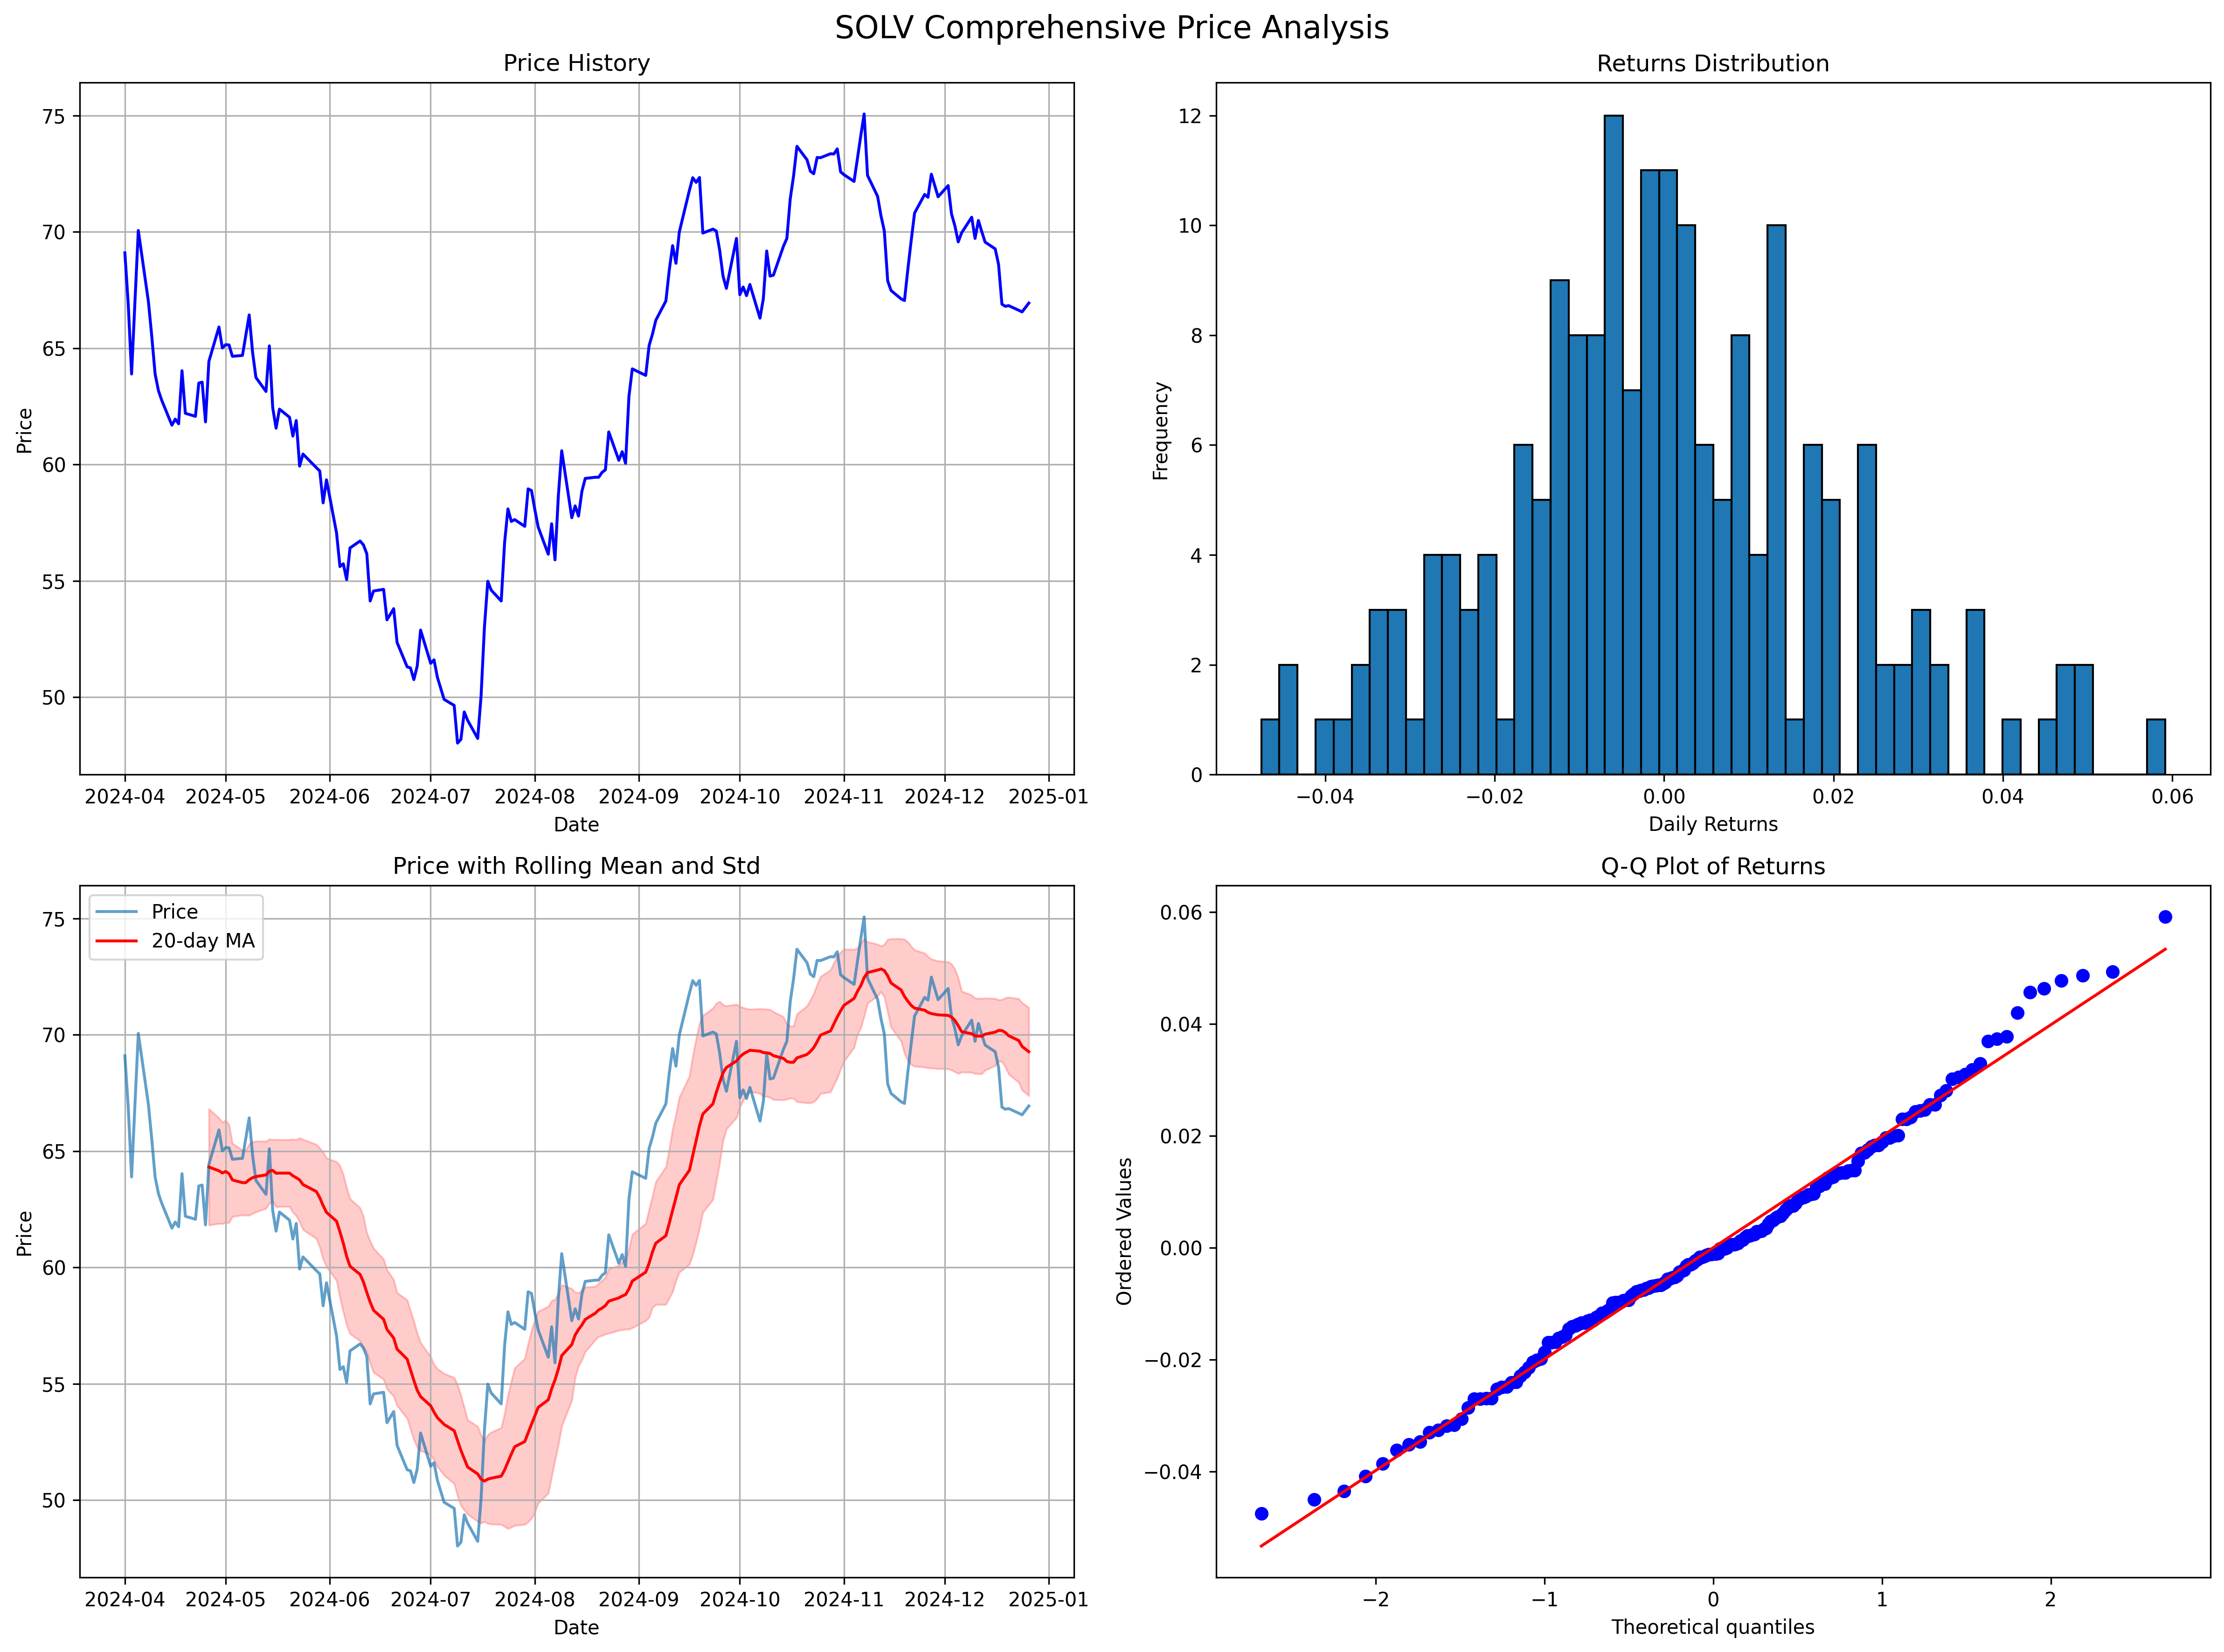 SOLV Comprehensive Price Analysis
Price History
75
70
65
60
55
50
Price
2024-04 2024-05 2024-06 2024-07 2024-08 2024-09 2024-10 2024-11 2024-12 2025-01
Date
Returns Distribution
12
10
8
6
4
2
0
Frequency
−0.04 −0.02 0.00 0.02 0.04 0.06
Daily Returns
Price with Rolling Mean and Std
Price
20-day MA
75
70
65
60
55
50
Price
2024-04 2024-05 2024-06 2024-07 2024-08 2024-09 2024-10 2024-11 2024-12 2025-01
Date
Q-Q Plot of Returns
0.06
0.04
0.02
0.00
−0.02
−0.04
Ordered Values
−2 −1 0 1 2
Theoretical quantiles